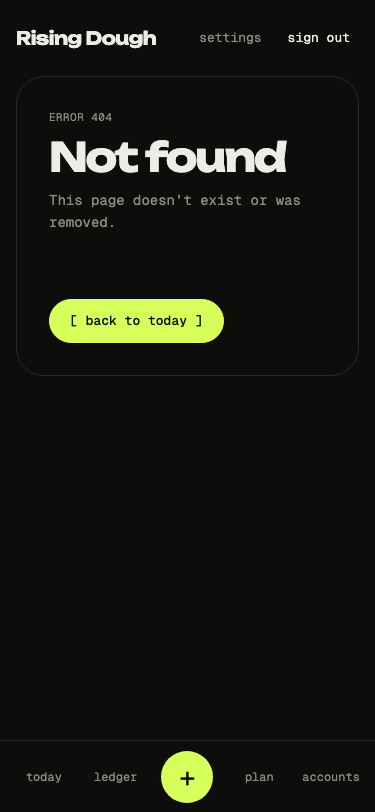 Rising Dough settings sign out
ERROR 404
Not found
This page doesn't exist or was
removed.
[ back to today ]
today ledger + plan accounts